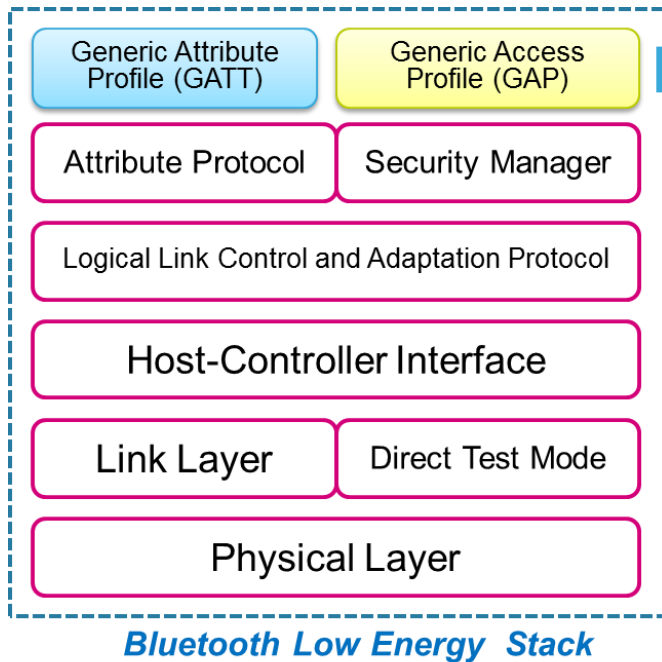 Generic Attribute
Profile (GATT)
Generic Access
Profile (GAP)
Attribute Protocol
Security Manager
Logical Link Control and Adaptation Protocol
Host-Controller Interface
Link Layer
Direct Test Mode
Physical Layer
Bluetooth Low Energy Stack